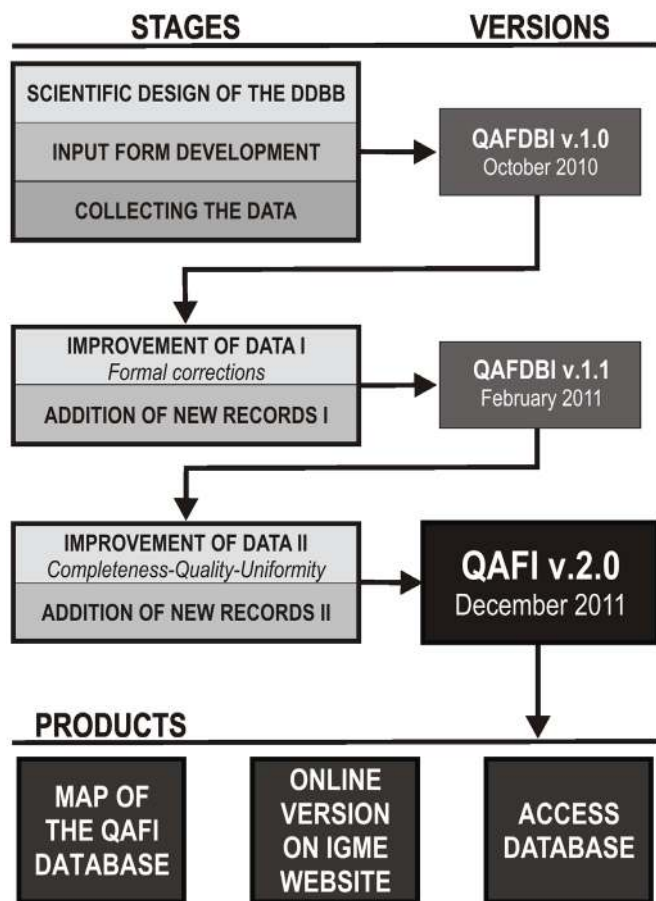 STAGES
VERSIONS
SCIENTIFIC DESIGN OF THE DDBB
INPUT FORM DEVELOPMENT
COLLECTING THE DATA
QAFDBI v.1.0
October 2010
IMPROVEMENT OF DATA I
Formal corrections
ADDITION OF NEW RECORDS I
QAFDBI v.1.1
February 2011
IMPROVEMENT OF DATA II
Completeness-Quality-Uniformity
ADDITION OF NEW RECORDS II
QAFI v.2.0
December 2011
PRODUCTS
MAP OF
THE QAFI
DATABASE
ONLINE
VERSION
ON IGME
WEBSITE
ACCESS
DATABASE